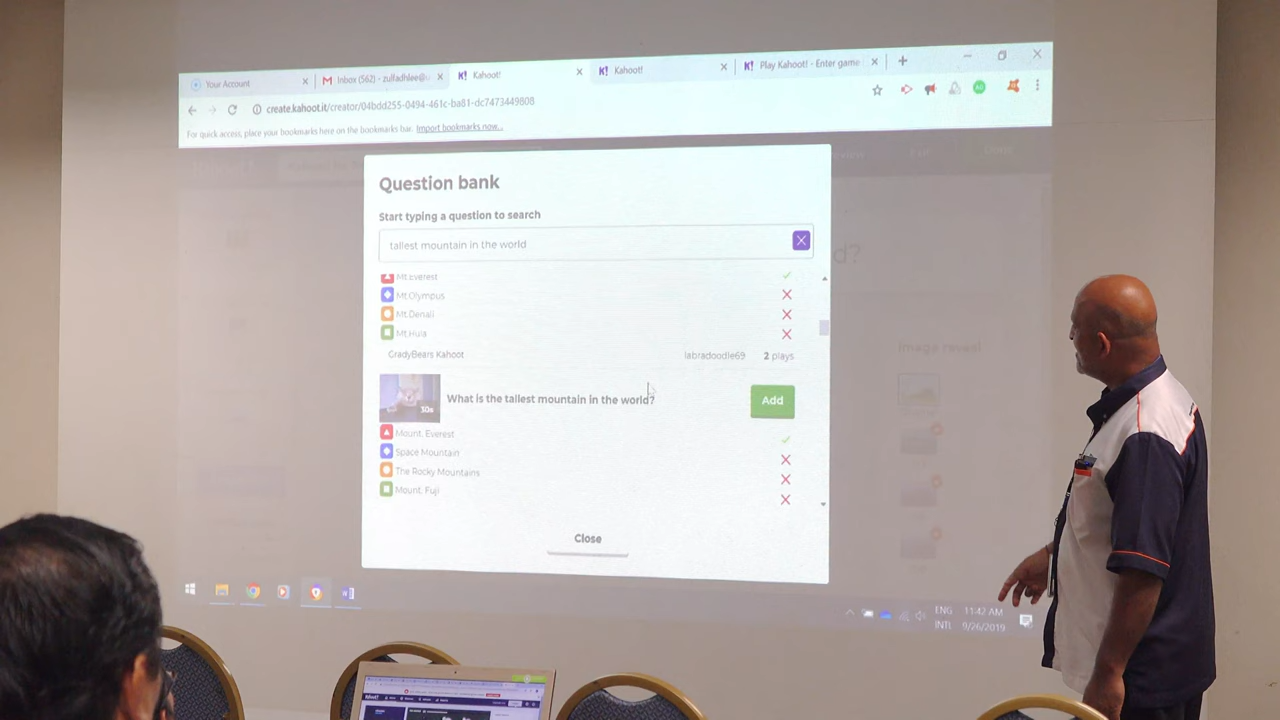 Your Account
Inbox (562) - zulfadhlee@u
Kahoot!
Kahoot!
Play Kahoot! - Enter game
create.kahoot.it/creator/04bdd255-0494-461c-ba81-dc7473449808
For quick access, place your bookmarks here on the bookmarks bar. Import bookmarks now...
Question bank
Start typing a question to search
tallest mountain in the world
d?
Mt.Everest
Mt.Olympus
Mt.Denali
Mt.Hula
GradyBears Kahoot
labradoodle69
2 plays
Image reveal
30s
What is the tallest mountain in the world?
Add
Mount. Everest
Space Mountain
The Rocky Mountains
Mount. Fuji
Close
ENG
INTL
11:42 AM
9/26/2019